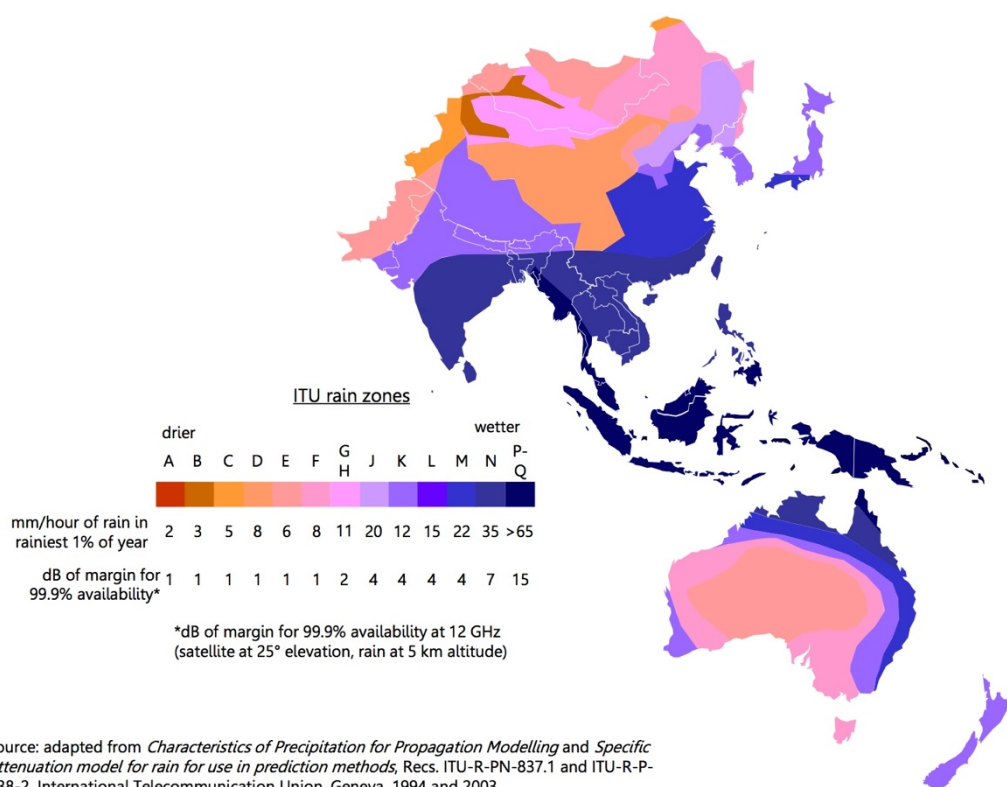 ITU rain zones
drier wetter
A B C D E F G H J K L M N P-Q
mm/hour of rain in rainiest 1% of year 2 3 5 8 6 8 11 20 12 15 22 35 >65
dB of margin for 99.9% availability* 1 1 1 1 1 1 2 4 4 4 4 7 15
*dB of margin for 99.9% availability at 12 GHz
(satellite at 25° elevation, rain at 5 km altitude)
ource: adapted from Characteristics of Precipitation for Propagation Modelling and Specific
ttenuation model for rain for use in prediction methods, Recs. ITU-R-PN-837.1 and ITU-R-P-
38-2, International Telecommunication Union, Geneva, 1994 and 2003